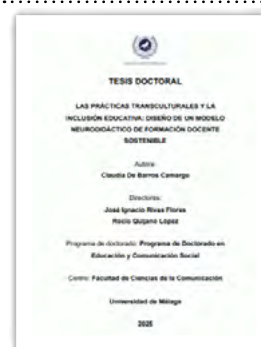 TESIS DOCTORAL
LAS PRÁCTICAS TRANSCULTURALES Y LA
INCLUSIÓN EDUCATIVA: DISEÑO DE UN MODELO
NEURODIDÁCTICO DE FORMACIÓN DOCENTE
SOSTENIBLE
Autora:
Claudia De Barros Camargo
Directores:
José Ignacio Rivas Flores
Rocío Quijano López
Programa de doctorado: Programa de Doctorado en
Educación y Comunicación Social
Centro: Facultad de Ciencias de la Comunicación
Universidad de Málaga
2025